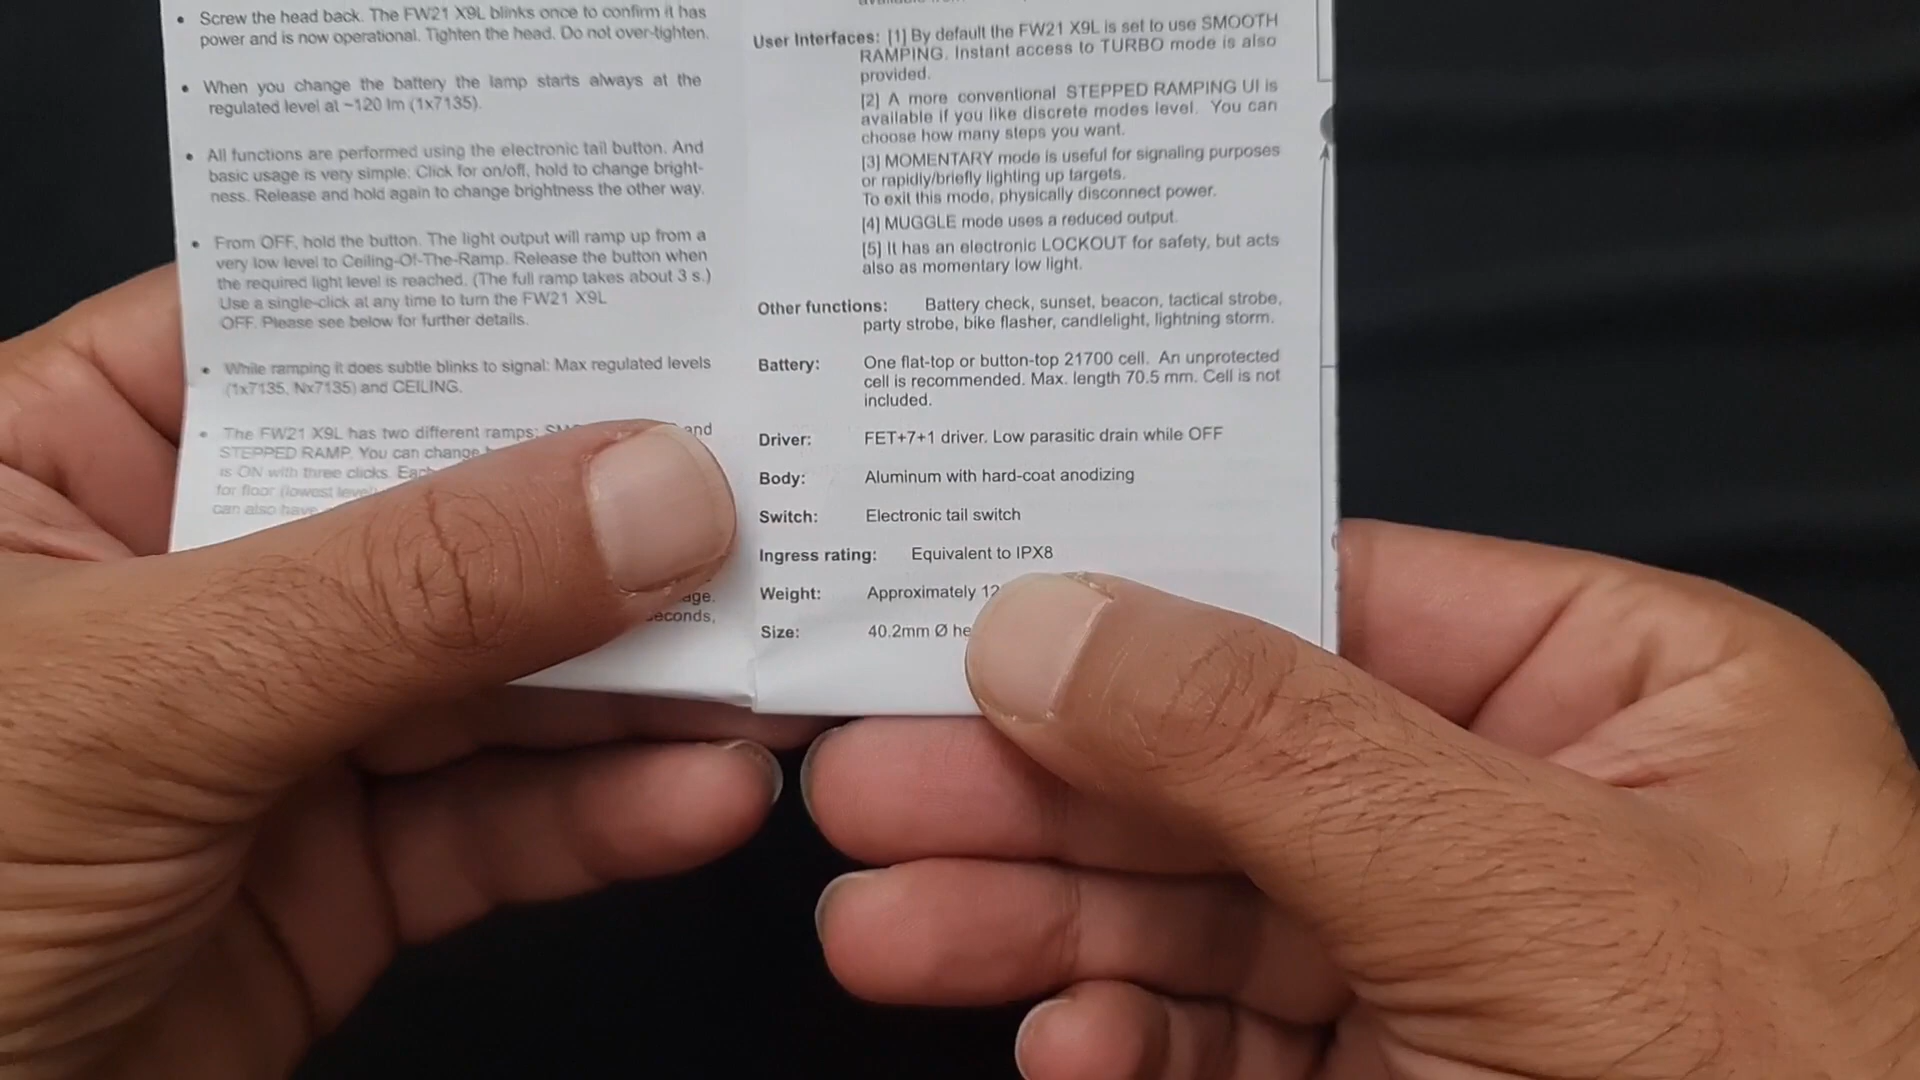 Screw the head back. The FW21 X9L blinks once to confirm it has
power and is now operational. Tighten the head. Do not over-tighten.
When you change the battery the lamp starts always at the
regulated level at ~120 lm (1x7135).
All functions are performed using the electronic tail button. And
basic usage is very simple: Click for on/off, hold to change bright-
ness. Release and hold again to change brightness the other way.
From OFF, hold the button. The light output will ramp up from a
very low level to Ceiling-Of-The-Ramp. Release the button when
the required light level is reached. (The full ramp takes about 3 s.)
Use a single-click at any time to turn the FW21 X9L
OFF. Please see below for further details.
While ramping it does subtle blinks to signal: Max regulated levels
(1x7135, Nx7135) and CEILING.
The FW21 X9L has two different ramps: and
STEPPED RAMP. You can change
is ON with three clicks.
for floor (lowest level)
can also have
User Interfaces: [1] By default the FW21 X9L is set to use SMOOTH
RAMPING. Instant access to TURBO mode is also
provided.
[2] A more conventional STEPPED RAMPING UI is
available if you like discrete modes level. You can
choose how many steps you want.
[3] MOMENTARY mode is useful for signaling purposes
or rapidly/briefly lighting up targets.
To exit this mode, physically disconnect power.
[4] MUGGLE mode uses a reduced output.
[5] It has an electronic LOCKOUT for safety, but acts
also as momentary low light.
Other functions: Battery check, sunset, beacon, tactical strobe,
party strobe, bike flasher, candlelight, lightning storm.
Battery: One flat-top or button-top 21700 cell. An unprotected
cell is recommended. Max. length 70.5 mm. Cell is not
included.
Driver: FET+7+1 driver. Low parasitic drain while OFF
Body: Aluminum with hard-coat anodizing
Switch: Electronic tail switch
Ingress rating: Equivalent to IPX8
Weight: Approximately 12
Size: 40.2mm Ø he